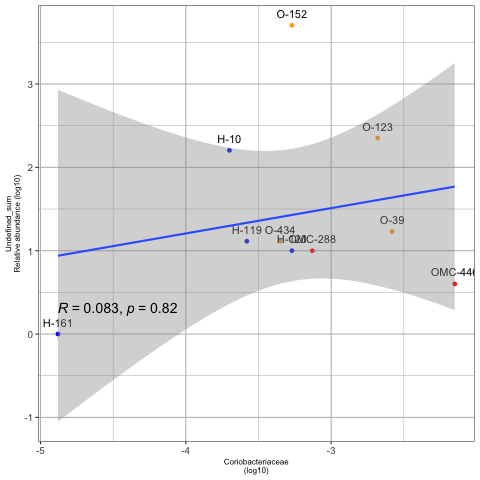 O-152
3
O-123
H-10
2
O-39
H-119 O-434
OMC-288
1
OMC-446
R = 0.083, p = 0.82
H-161
0
-1
-5
-4
-3
Undefined_sum
Relative abundance (log10)
Coriobacteriaceae
(log10)